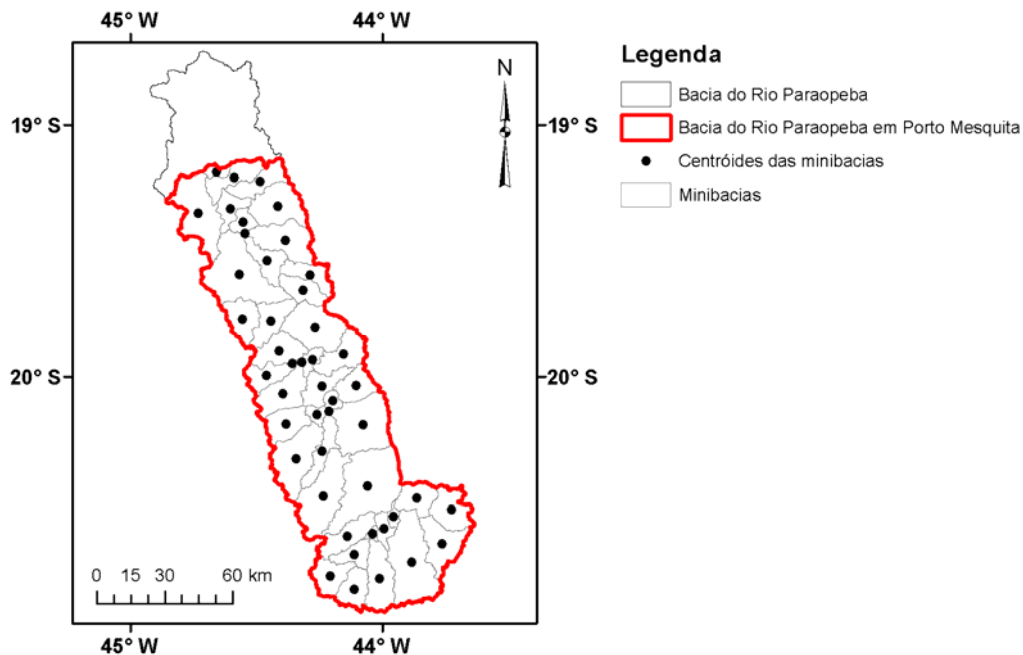 45° W 44° W
N
19° S 19° S
20° S 20° S
0 15 30 60 km
45° W 44° W
Legenda
Bacia do Rio Paraopeba
Bacia do Rio Paraopeba em Porto Mesquita
Centróides das minibacias
Minibacias